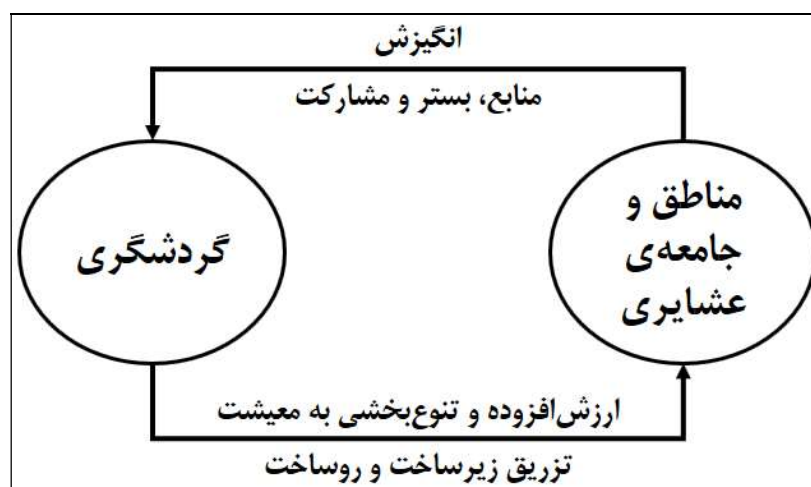 انگیزش
منابع، بستر و مشارکت
مناطق و
جامعه‌ی
عشایری
گردشگری
ارزش‌افزوده و تنوع‌بخشی به معیشت
تزریق زیرساخت و روساخت